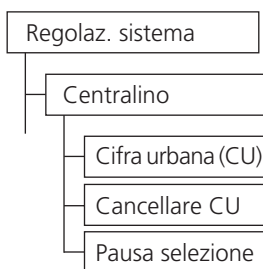 Regolaz. sistema
Centralino
Cifra urbana (CU)
Cancellare CU
Pausa selezione